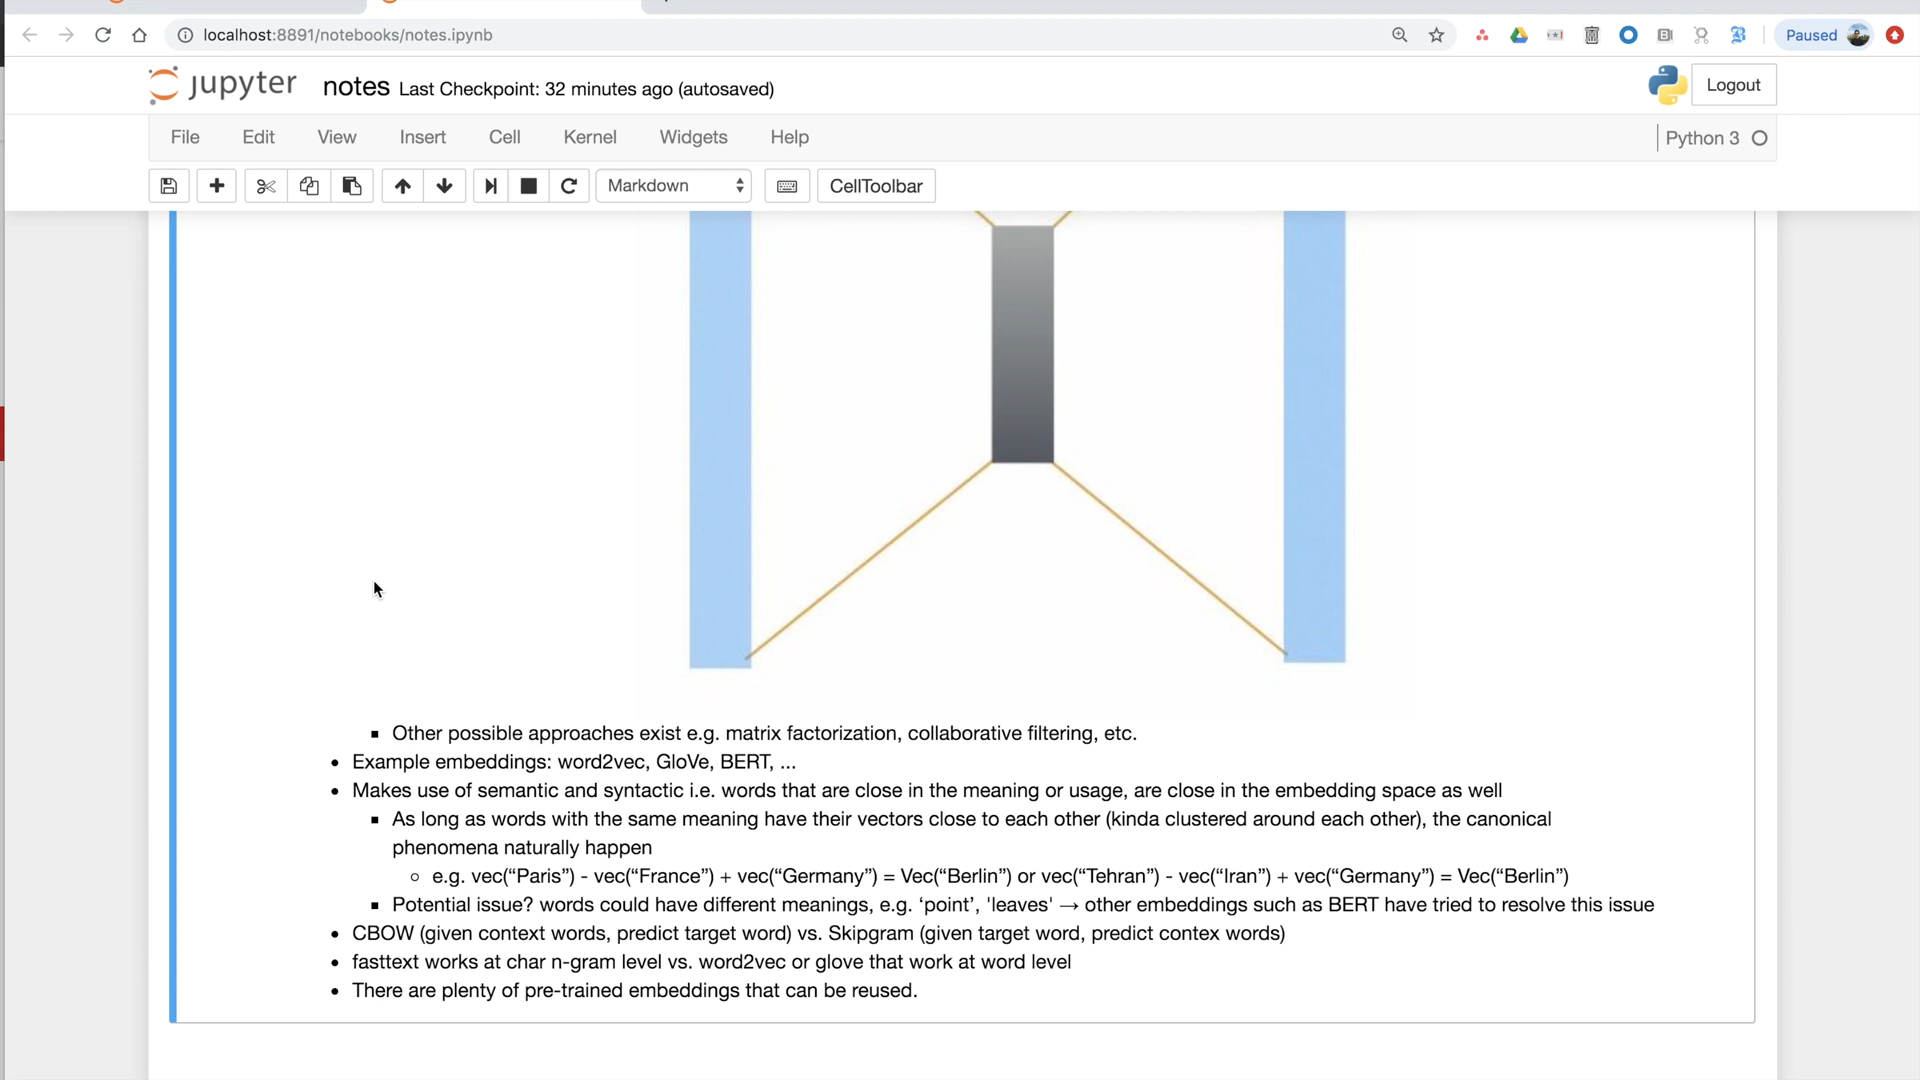 localhost:8891/notebooks/notes.ipynb
Paused
jupyter notes Last Checkpoint: 32 minutes ago (autosaved)
Logout
File Edit View Insert Cell Kernel Widgets Help
Python 3
Markdown
CellToolbar
Other possible approaches exist e.g. matrix factorization, collaborative filtering, etc.
Example embeddings: word2vec, GloVe, BERT, ...
Makes use of semantic and syntactic i.e. words that are close in the meaning or usage, are close in the embedding space as well
As long as words with the same meaning have their vectors close to each other (kinda clustered around each other), the canonical
phenomena naturally happen
e.g. vec(“Paris”) - vec(“France”) + vec(“Germany”) = Vec(“Berlin”) or vec(“Tehran”) - vec(“Iran”) + vec(“Germany”) = Vec(“Berlin”)
Potential issue? words could have different meanings, e.g. ‘point’, 'leaves' → other embeddings such as BERT have tried to resolve this issue
CBOW (given context words, predict target word) vs. Skipgram (given target word, predict contex words)
fasttext works at char n-gram level vs. word2vec or glove that work at word level
There are plenty of pre-trained embeddings that can be reused.